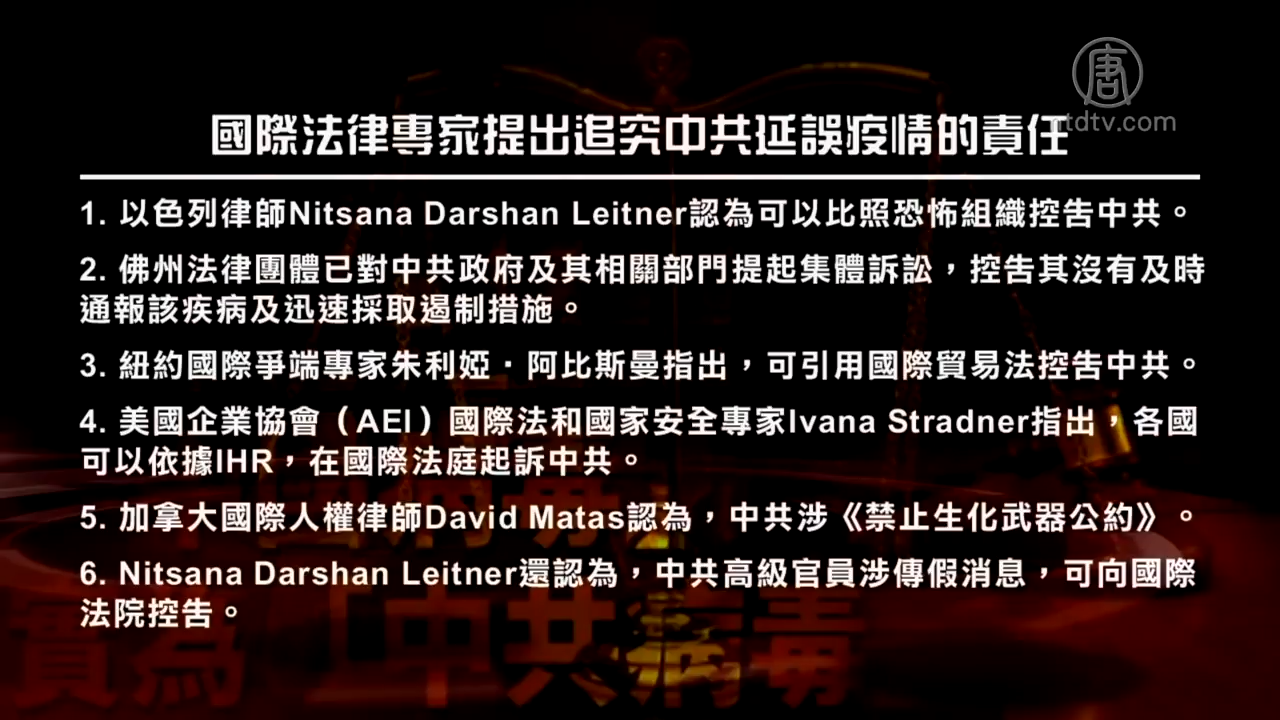 唐
ntdtv.com
國際法律專家提出追究中共延誤疫情的責任
1. 以色列律師Nitsana Darshan Leitner認為可以比照恐怖組織控告中共。
2. 佛州法律團體已對中共政府及其相關部門提起集體訴訟，控告其沒有及時
通報該疾病及迅速採取遏制措施。
3. 紐約國際爭端專家朱利婭·阿比斯曼指出，可引用國際貿易法控告中共。
4. 美國企業協會（AEI）國際法和國家安全專家Ivana Stradner指出，各國
可以依據IHR，在國際法庭起訴中共。
5. 加拿大國際人權律師David Matas認為，中共涉《禁止生化武器公約》。
6. Nitsana Darshan Leitner還認為，中共高級官員涉傳假消息，可向國際
法院控告。
實為「中共病毒